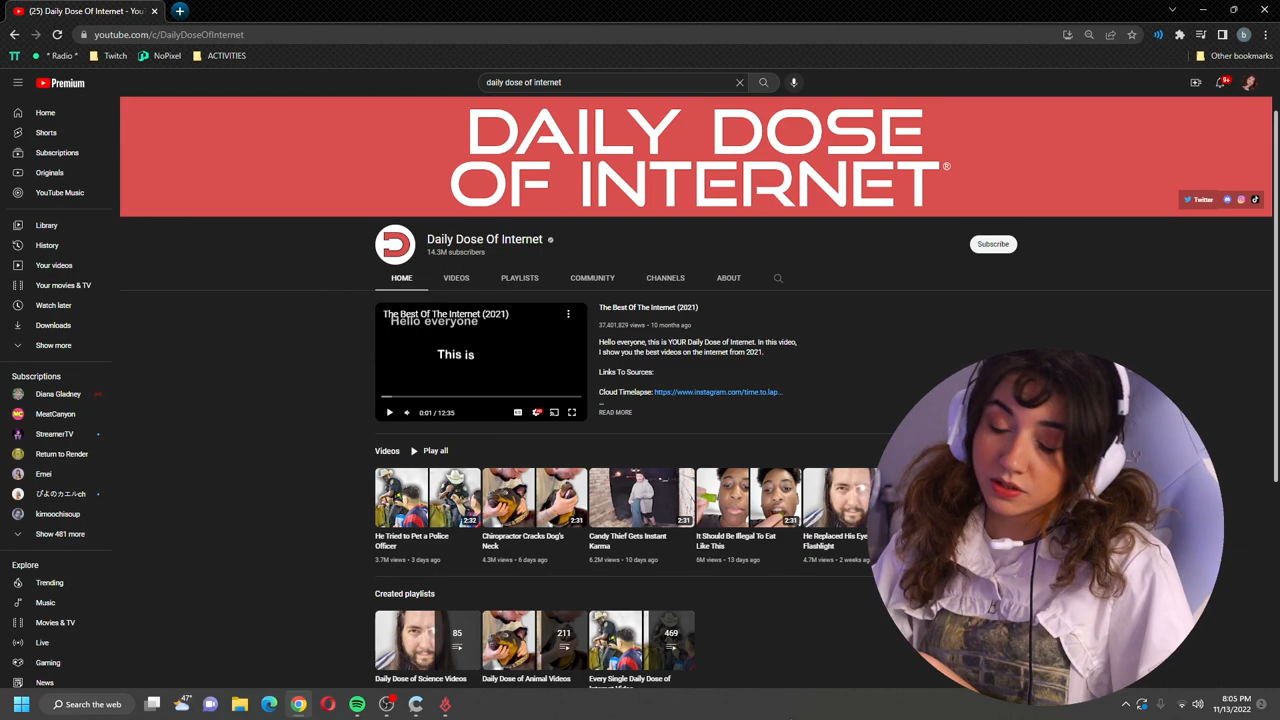 (25) Daily Dose Of Internet - You
youtube.com/c/DailyDoseOfInternet
* Radio *
Twitch
NoPixel
ACTIVITIES
Other bookmarks
Premium
daily dose of internet
9+
Home
Shorts
Subscriptions
Originals
YouTube Music
Library
History
Your videos
Your movies & TV
Watch later
Downloads
Show more
Subscriptions
Diana Gladney
MeatCanyon
StreamerTV
Return to Render
Emei
ぴよのカエルch
kimoochisoup
Show 481 more
Explore
Trending
Music
Movies & TV
Live
Gaming
News
DAILY DOSE
OF INTERNET®
Twitter
Daily Dose Of Internet
14.3M subscribers
Subscribe
HOME
VIDEOS
PLAYLISTS
COMMUNITY
CHANNELS
ABOUT
The Best Of The Internet (2021)
Hello everyone
This is
0:01 / 12:35
The Best Of The Internet (2021)
37,401,829 views • 10 months ago
Hello everyone, this is YOUR Daily Dose of Internet. In this video,
I show you the best videos on the internet from 2021.
Links To Sources:
Cloud Timelapse: https://www.instagram.com/time.to.lap...
READ MORE
Videos
Play all
2:32
2:31
2:31
2:31
He Tried to Pet a Police
Officer
3.7M views • 3 days ago
Chiropractor Cracks Dog's
Neck
4.3M views • 6 days ago
Candy Thief Gets Instant
Karma
6.2M views • 10 days ago
It Should Be Illegal To Eat
Like This
6M views • 13 days ago
He Replaced His Eye
Flashlight
4.7M views • 2 weeks ag
Created playlists
85
211
469
Daily Dose of Science Videos
Daily Dose of Animal Videos
Every Single Daily Dose of
Internet Video
Search the web
47°
8:05 PM
11/13/2022